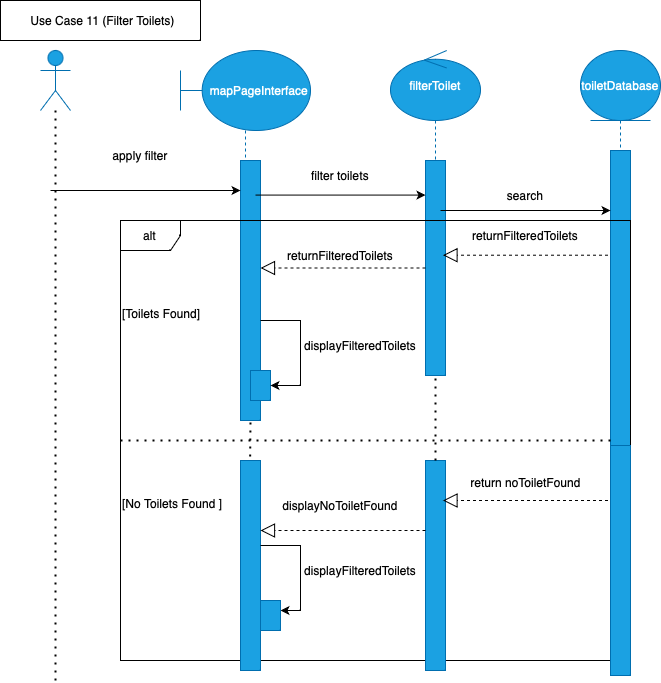 Use Case 11 (Filter Toilets)
mapPageInterface
filterToilet
toiletDatabase
apply filter
filter toilets
search
alt
returnFilteredToilets
returnFilteredToilets
[Toilets Found]
displayFilteredToilets
[No Toilets Found ]
return noToiletFound
displayNoToiletFound
displayFilteredToilets